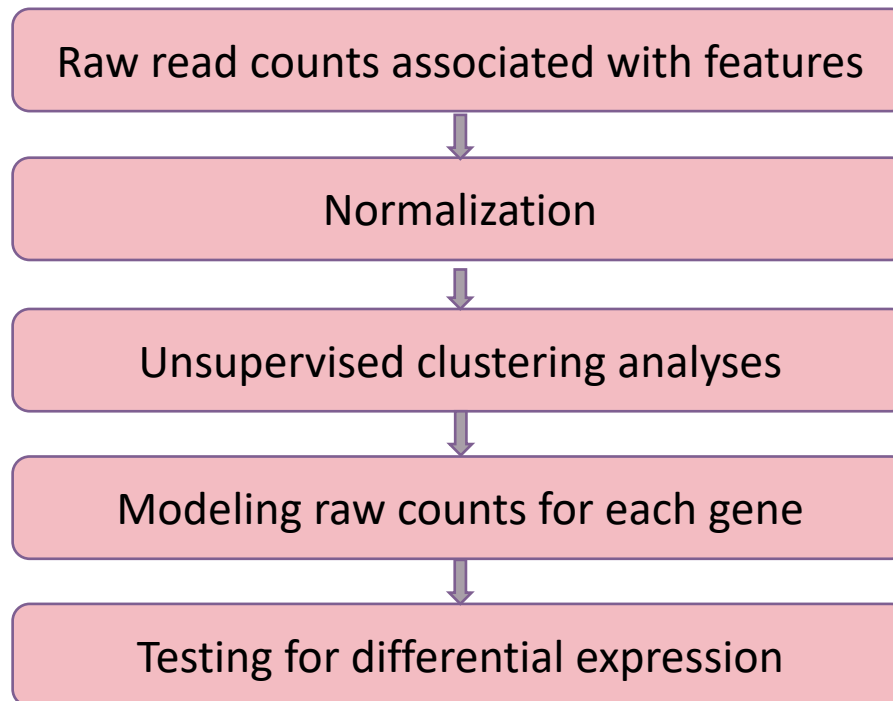 Raw read counts associated with features
Normalization
Unsupervised clustering analyses
Modeling raw counts for each gene
Testing for differential expression